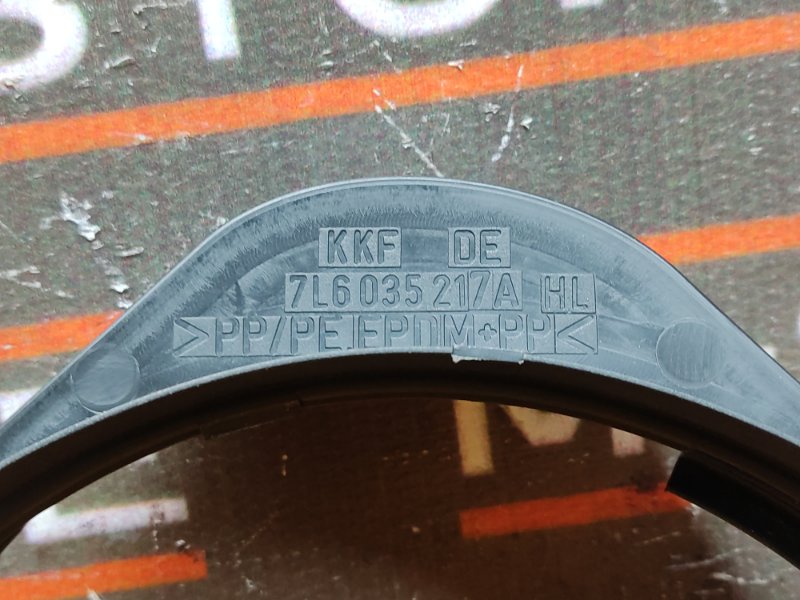 KKF DE
7L6 035 217A HL
>PP/PE,EPDM+PP<